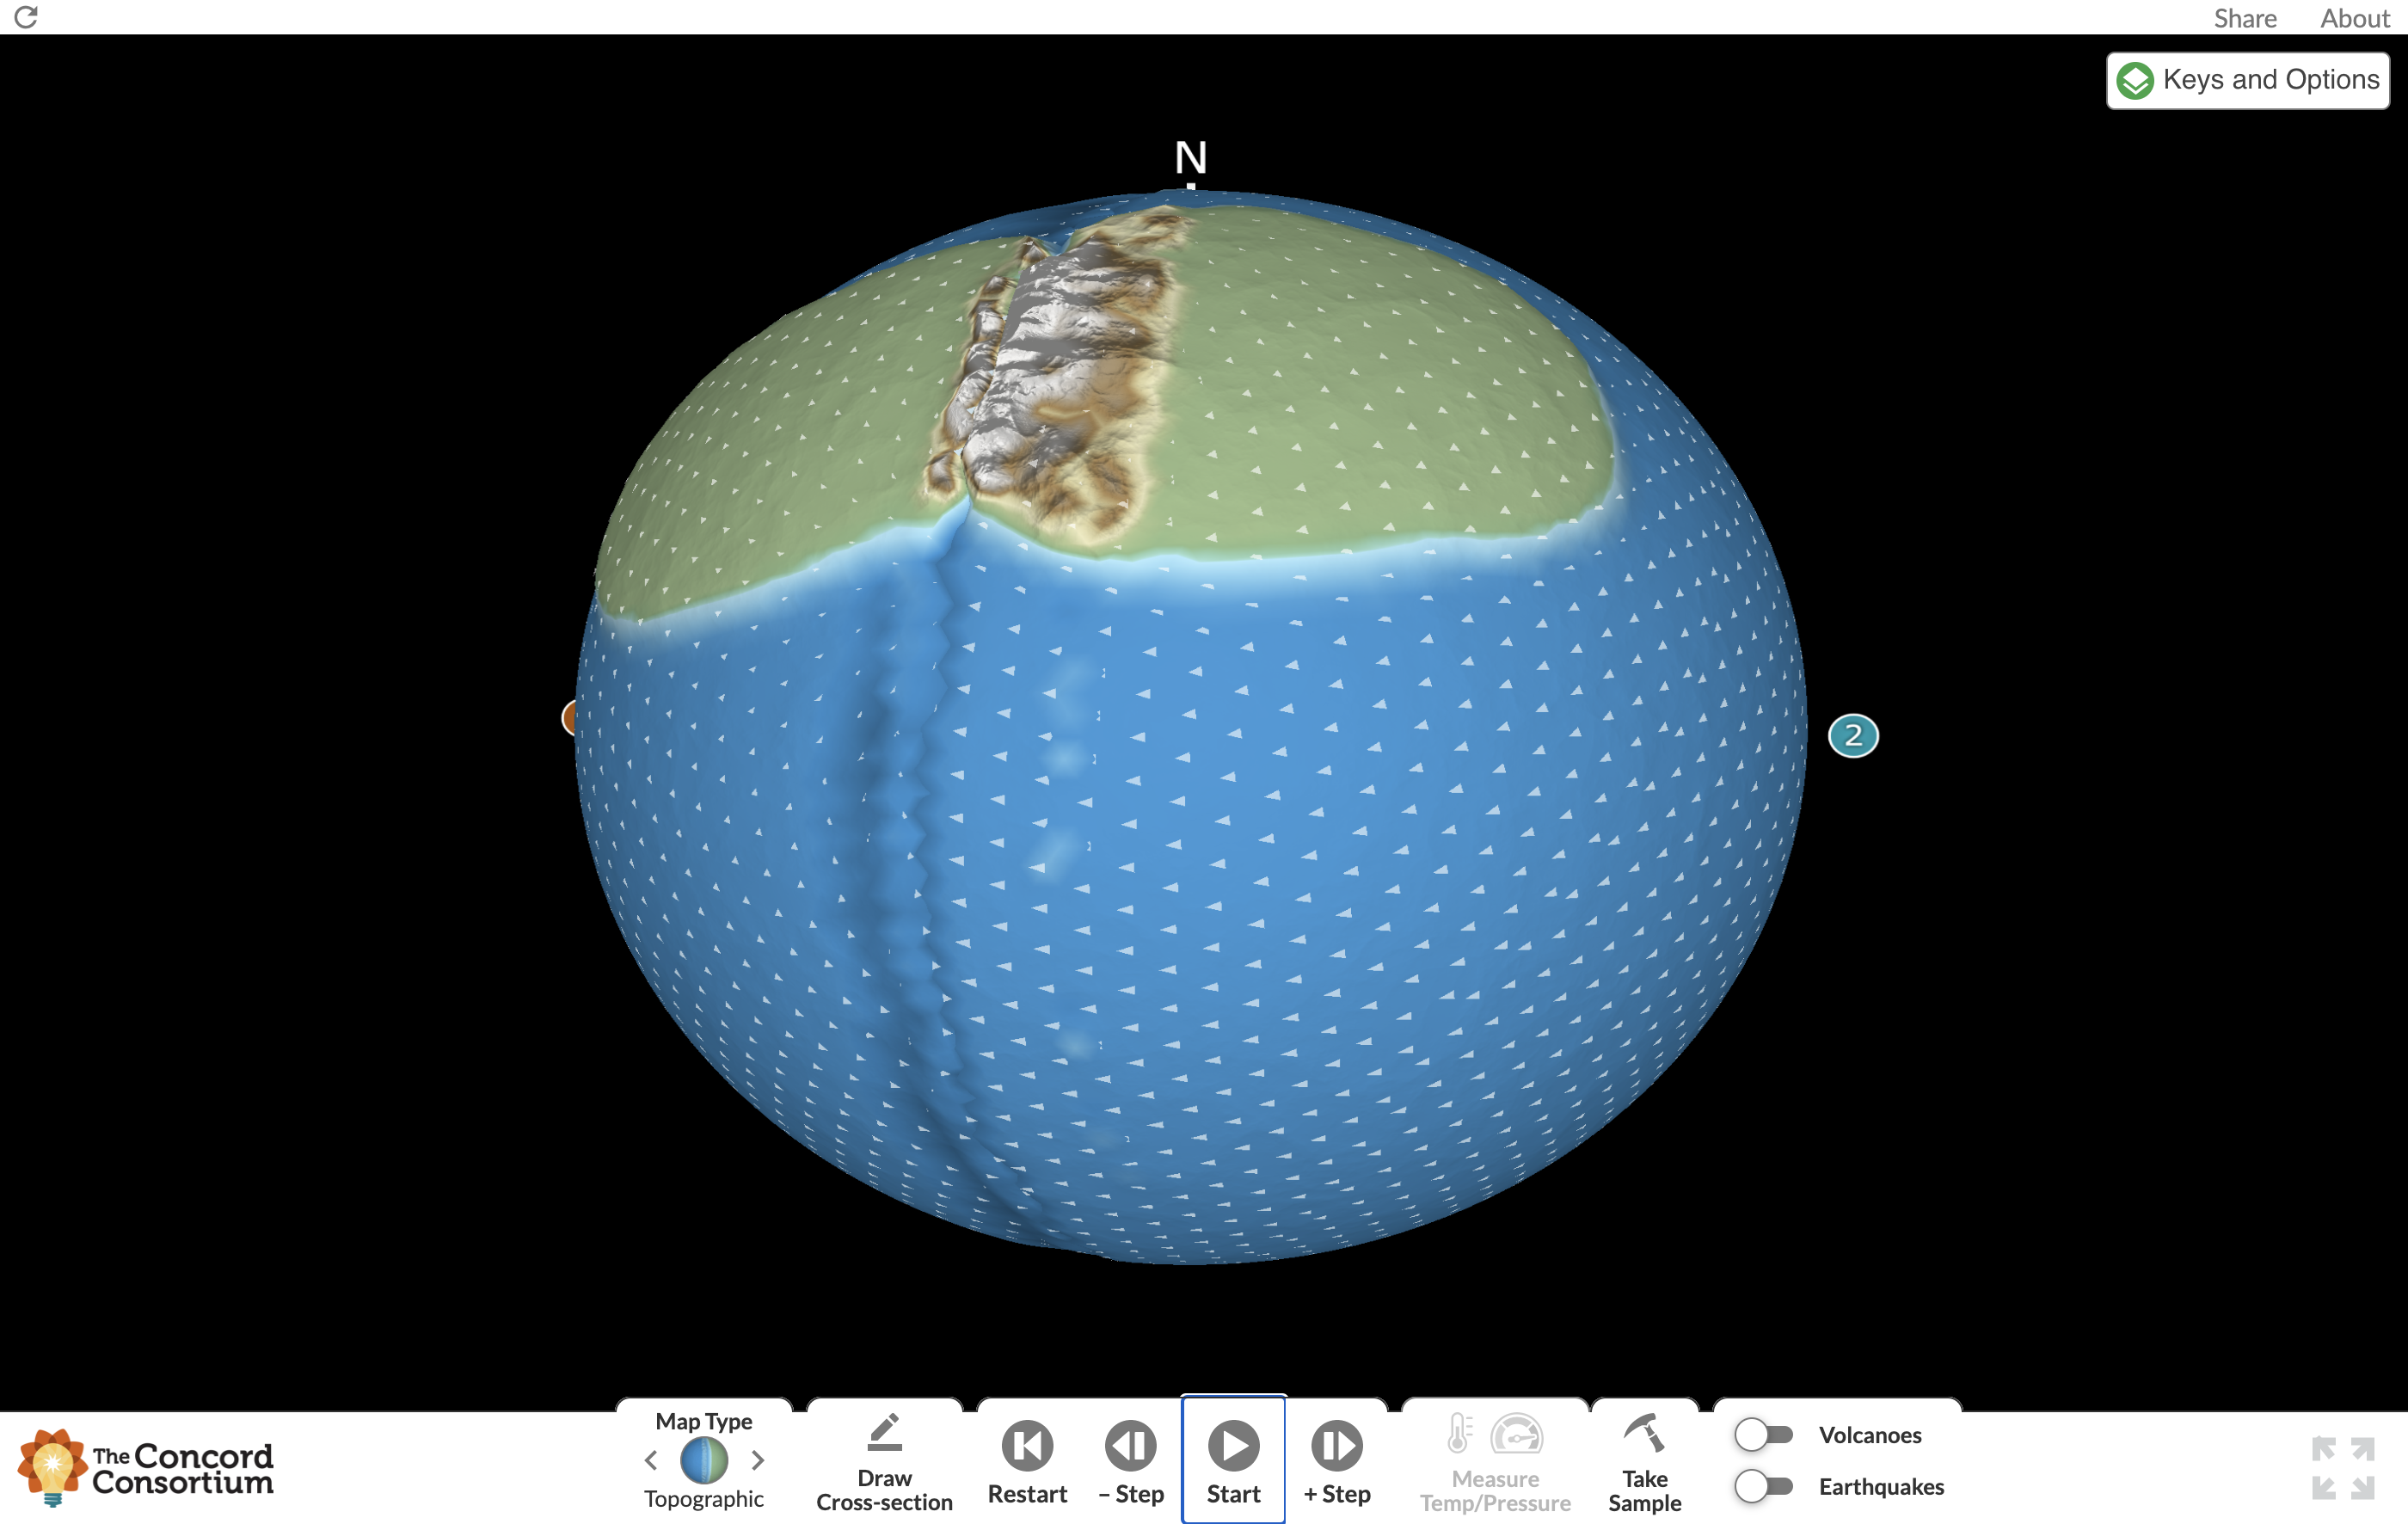 Share About
Keys and Options
N
2
The Concord
Consortium
Map Type
Topographic
Draw
Cross-section
Restart
– Step
Start
+ Step
Measure
Temp/Pressure
Take
Sample
Volcanoes
Earthquakes